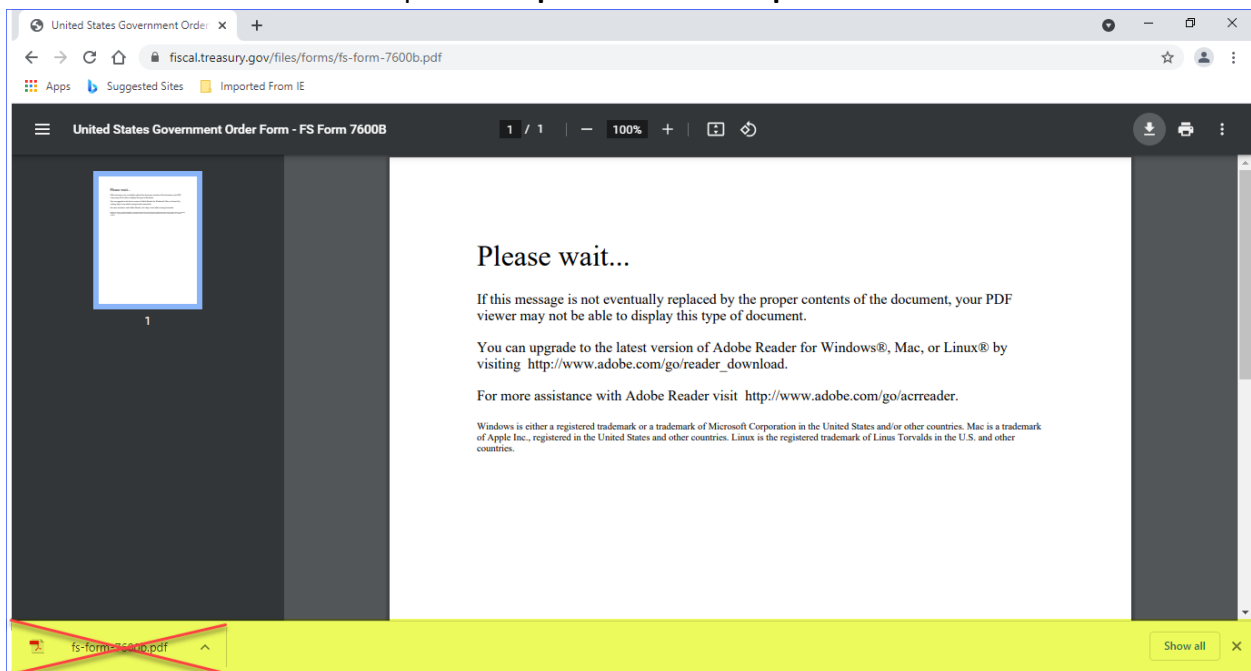 United States Government Order
fiscal.treasury.gov/files/forms/fs-form-7600b.pdf
Apps Suggested Sites Imported From IE
United States Government Order Form - FS Form 7600B 1 / 1 100%
1
Please wait...
If this message is not eventually replaced by the proper contents of the document, your PDF
viewer may not be able to display this type of document.
You can upgrade to the latest version of Adobe Reader for Windows®, Mac, or Linux® by
visiting http://www.adobe.com/go/reader_download.
For more assistance with Adobe Reader visit http://www.adobe.com/go/acrreader.
Windows is either a registered trademark or a trademark of Microsoft Corporation in the United States and/or other countries. Mac is a trademark
of Apple Inc., registered in the United States and other countries. Linux is the registered trademark of Linus Torvalds in the U.S. and other
countries.
fs-form-7600b.pdf Show all